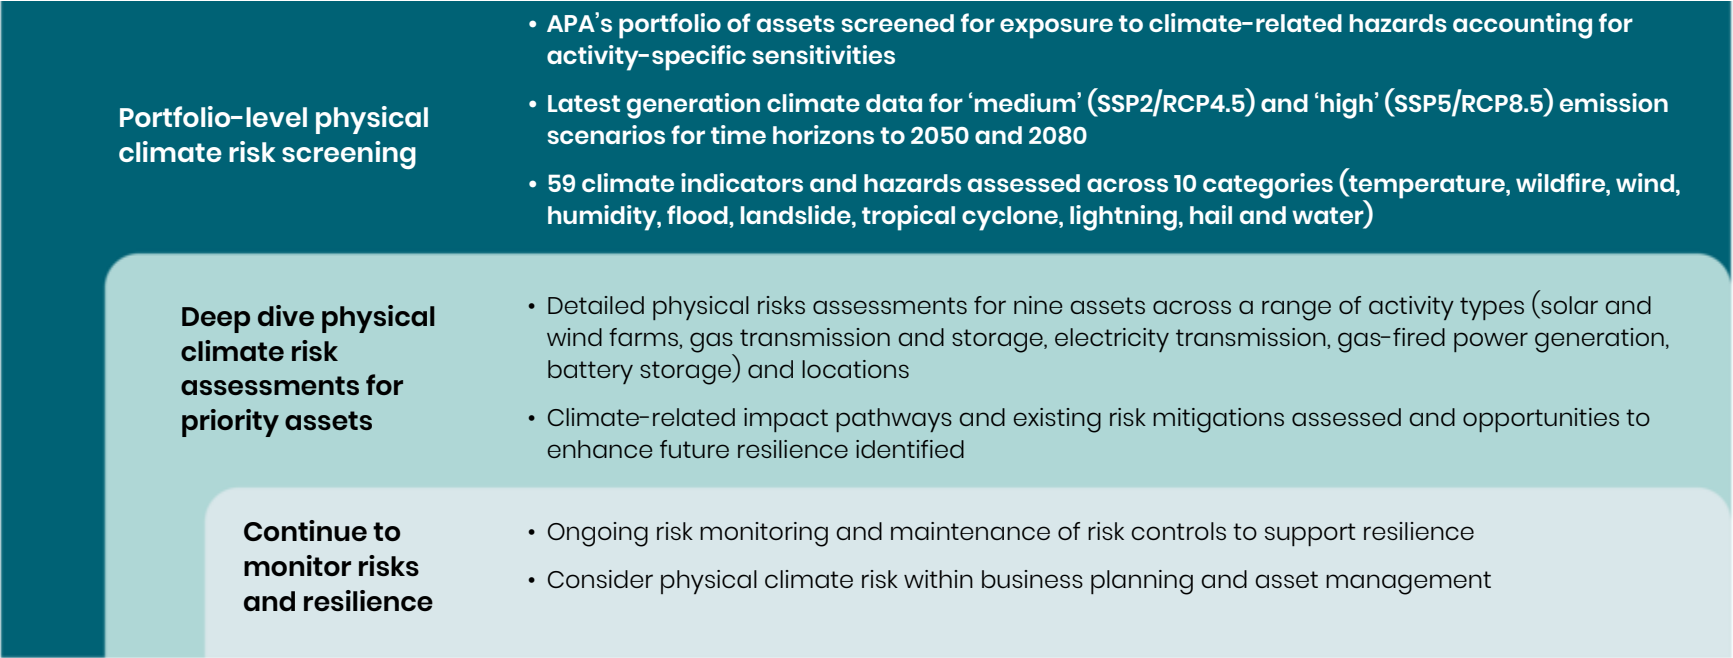 • APA’s portfolio of assets screened for exposure to climate-related hazards accounting for
activity-specific sensitivities
Portfolio-level physical
climate risk screening
• Latest generation climate data for ‘medium’ (SSP2/RCP4.5) and ‘high’ (SSP5/RCP8.5) emission
scenarios for time horizons to 2050 and 2080
• 59 climate indicators and hazards assessed across 10 categories (temperature, wildfire, wind,
humidity, flood, landslide, tropical cyclone, lightning, hail and water)
Deep dive physical
climate risk
assessments for
priority assets
• Detailed physical risks assessments for nine assets across a range of activity types (solar and
wind farms, gas transmission and storage, electricity transmission, gas-fired power generation,
battery storage) and locations
• Climate-related impact pathways and existing risk mitigations assessed and opportunities to
enhance future resilience identified
Continue to
monitor risks
and resilience
• Ongoing risk monitoring and maintenance of risk controls to support resilience
• Consider physical climate risk within business planning and asset management